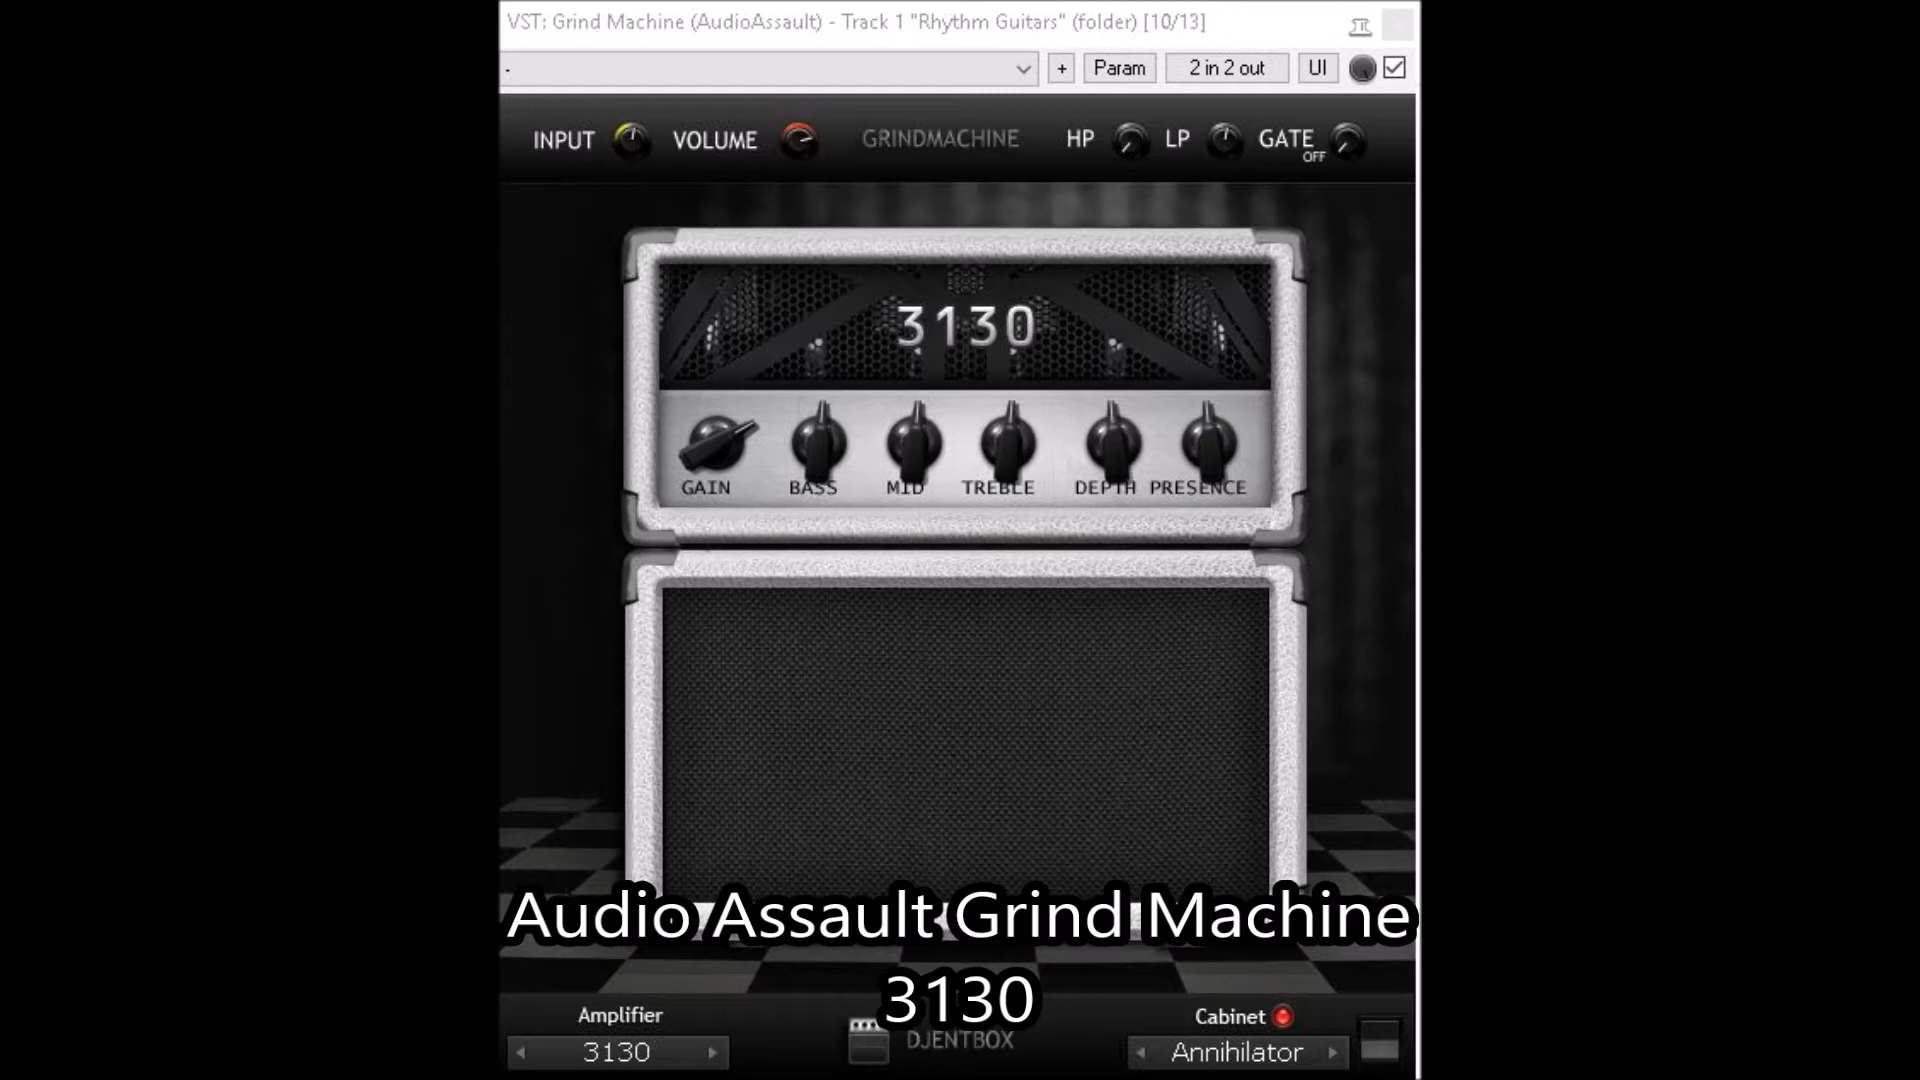 VST: Grind Machine (AudioAssault) - Track 1 "Rhythm Guitars" (folder) [10/13]
- + Param 2 in 2 out UI
INPUT VOLUME GRINDMACHINE HP LP GATE
OFF
3130
GAIN BASS MID TREBLE DEPTH PRESENCE
Audio Assault Grind Machine
3130
Amplifier Cabinet
DJENTBOX
3130 Annihilator